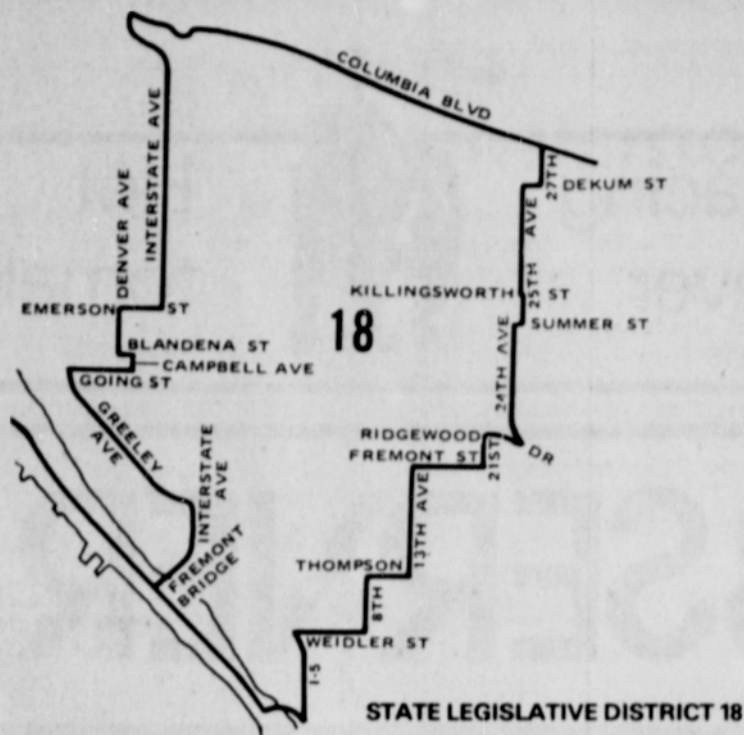 COLUMBIA BLVD
INTERSTATE AVE
DENVER AVE
27TH
DEKUM ST
25TH AVE
KILLINGSWORTH ST
EMERSON ST
18
SUMMER ST
BLANDENA ST
CAMPBELL AVE
GOING ST
24TH AVE
GREELEY AVE
INTERSTATE AVE
RIDGEWOOD DR
FREMONT ST
21ST
13TH AVE
FREMONT BRIDGE
THOMPSON
8TH
WEIDLER ST
I-5
STATE LEGISLATIVE DISTRICT 18